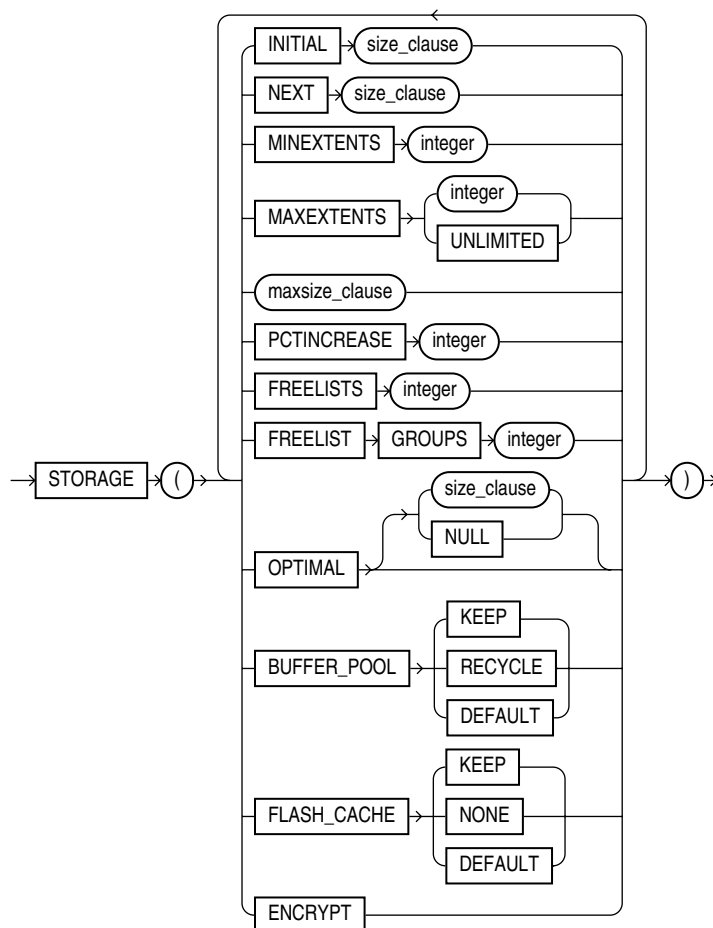 INITIAL size_clause
NEXT size_clause
MINEXTENTS integer
MAXEXTENTS integer
UNLIMITED
maxsize_clause
PCTINCREASE integer
FREELISTS integer
FREELIST GROUPS integer
STORAGE ( )
OPTIMAL size_clause
NULL
BUFFER_POOL KEEP
RECYCLE
DEFAULT
FLASH_CACHE KEEP
NONE
DEFAULT
ENCRYPT